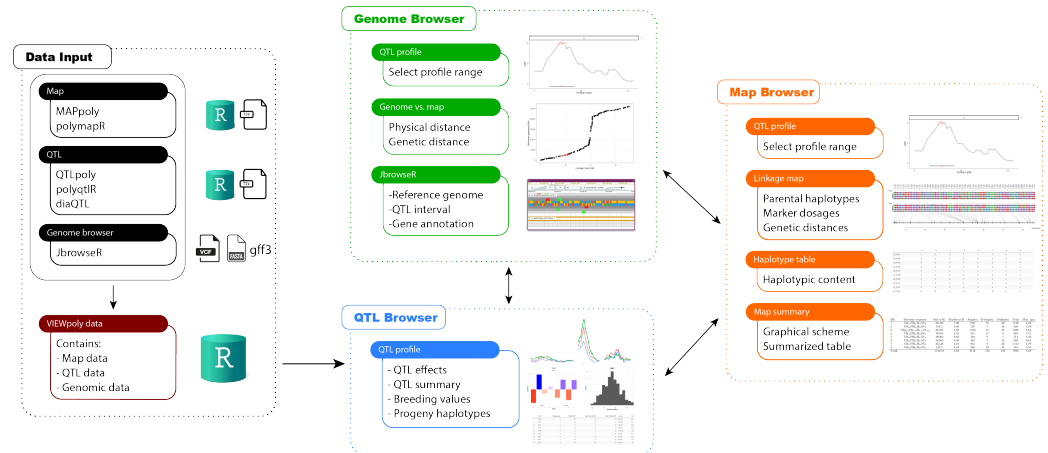 Data Input
Map
MAPpoly
polymapR
R
TSV
QTL
QTLpoly
polyqtlR
diaQTL
R
TSV
Genome browser
JbrowseR
VCF
FASTA
gff3
VIEWpoly data
Contains:
- Map data
- QTL data
- Genomic data
R
Genome Browser
QTL profile
Select profile range
Genome vs. map
Physical distance
Genetic distance
JbrowseR
-Reference genome
-QTL interval
-Gene annotation
QTL Browser
QTL profile
- QTL effects
- QTL summary
- Breeding values
- Progeny haplotypes
Map Browser
QTL profile
Select profile range
Linkage map
Parental haplotypes
Marker dosages
Genetic distances
Haplotype table
Haplotypic content
Map summary
Graphical scheme
Summarized table